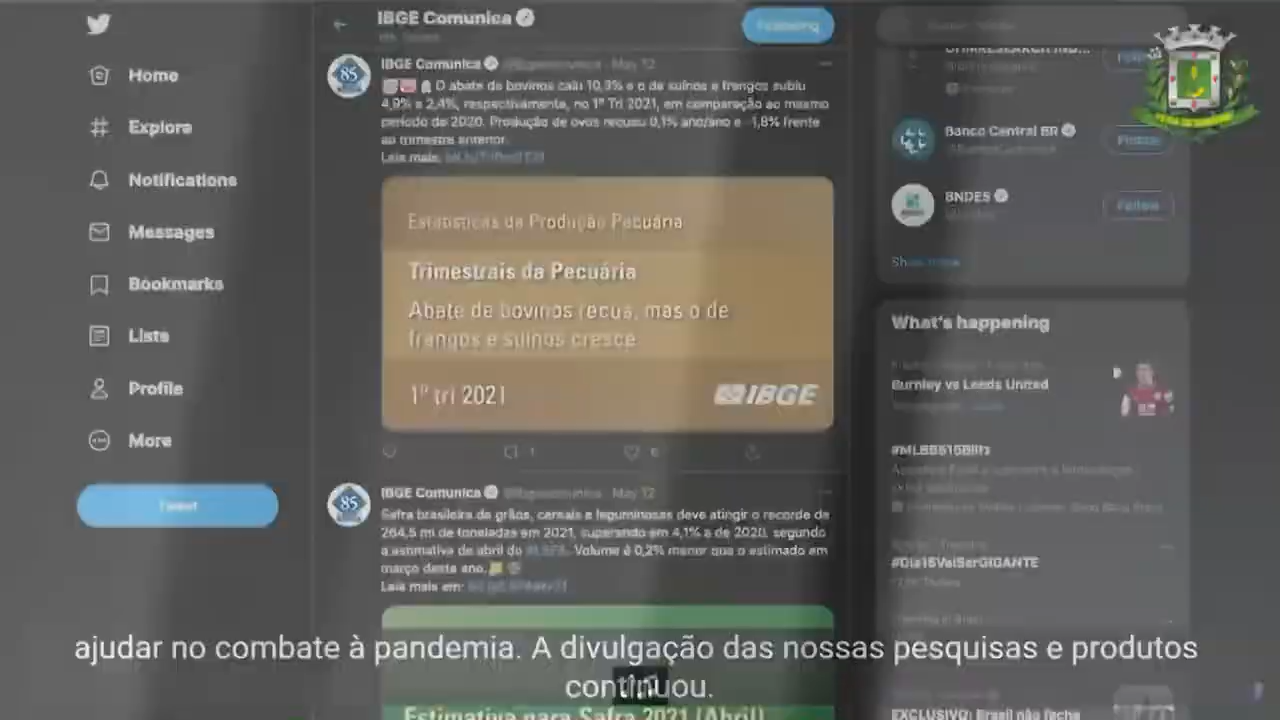 Home
Explore
Notifications
Messages
Bookmarks
Lists
Profile
More
Tweet
IBGE Comunica
Following
IBGE Comunica May 12
O abate de bovinos caiu 10,3% e o de suínos e frangos subiu
4,9% e 2,4%, respectivamente, no 1º Tri 2021, em comparação ao mesmo
período de 2020. Produção de ovos recuou 0,1% ano/ano e -1,8% frente
ao trimestre anterior.
Leia mais:
Estatísticas da Produção Pecuária
Trimestrais da Pecuária
Abate de bovinos recua, mas o de
frangos e suínos cresce
1º tri 2021
IBGE
1
6
IBGE Comunica May 12
Safra brasileira de grãos, cereais e leguminosas deve atingir o recorde de
264,5 mi de toneladas em 2021, superando em 4,1% a de 2020, segundo
a estimativa de abril do
Volume é 0,2% menor que o estimado em
março deste ano.
Leia mais em:
Estimativa para Safra 2021 (Abril)
Banco Central BR
Follow
BNDES
Follow
Show more
What's happening
Burnley vs Leeds United
#MLBB515Blitz
#Dia15VaiSerGIGANTE
EXCLUSIVO: Brasil não fecha
ajudar no combate à pandemia. A divulgação das nossas pesquisas e produtos
continuou.